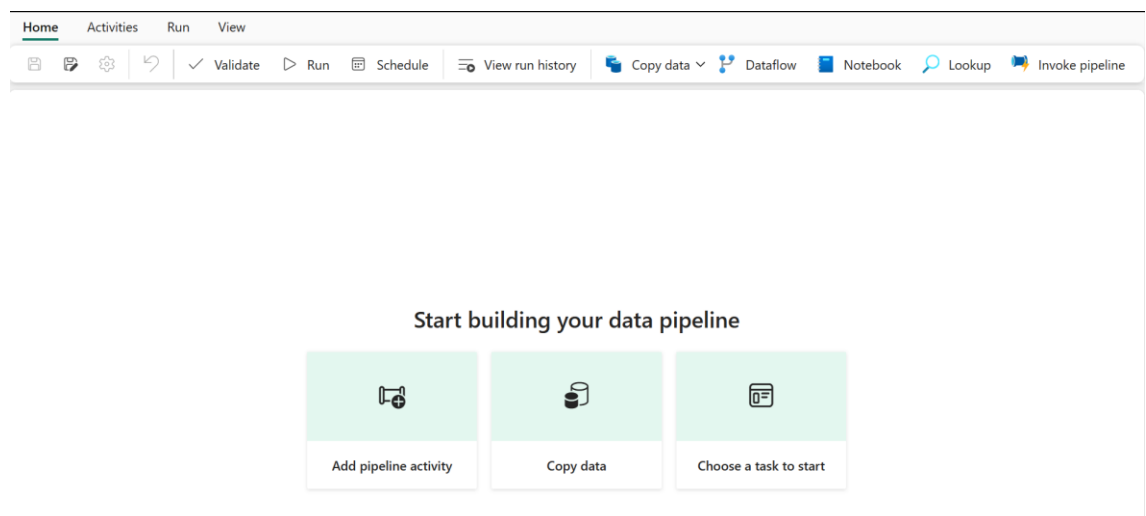 Home Activities Run View
Validate Run Schedule View run history Copy data Dataflow Notebook Lookup Invoke pipeline
Start building your data pipeline
Add pipeline activity Copy data Choose a task to start